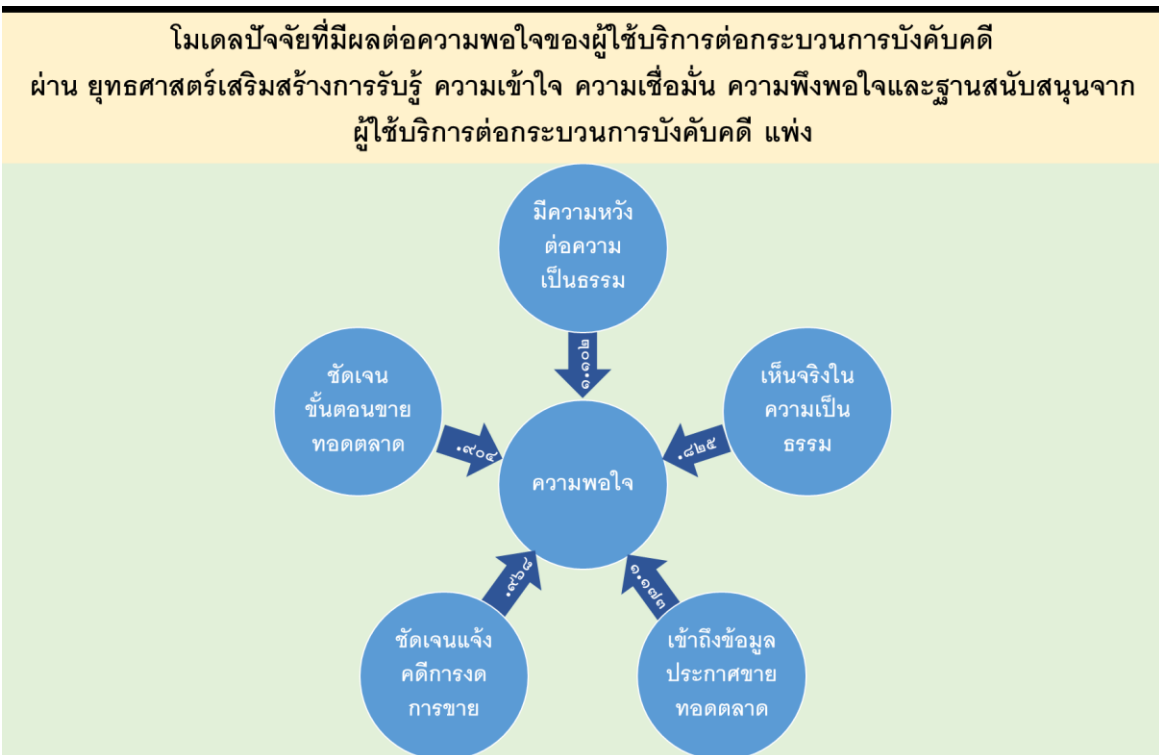 โมเดลปัจจัยที่มีผลต่อความพอใจของผู้ใช้บริการต่อกระบวนการบังคับคดี
ผ่าน ยุทธศาสตร์เสริมสร้างการรับรู้ ความเข้าใจ ความเชื่อมั่น ความพึงพอใจและฐานสนับสนุนจาก
ผู้ใช้บริการต่อกระบวนการบังคับคดี แพ่ง
มีความหวัง
ต่อความ
เป็นธรรม
๑.๑๐๒
ชัดเจน
ขั้นตอนขาย
ทอดตลาด
.๙๐๔
เห็นจริงใน
ความเป็น
ธรรม
.๘๒๕
ความพอใจ
ชัดเจนแจ้ง
คดีการงด
การขาย
.๙๖๘
เข้าถึงข้อมูล
ประกาศขาย
ทอดตลาด
๑.๑๗๓